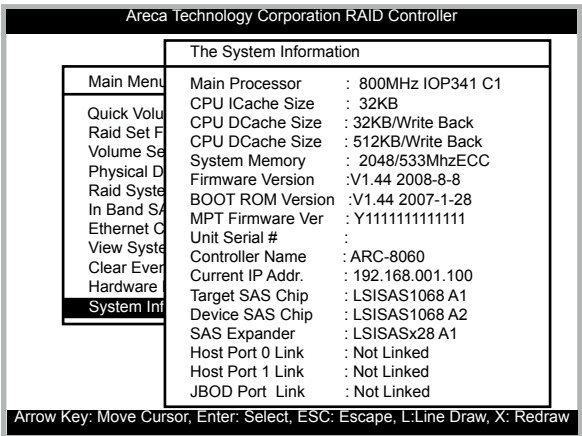 Areca Technology Corporation RAID Controller
The System Information
Main Menu
Main Processor : 800MHz IOP341 C1
CPU ICache Size : 32KB
CPU DCache Size : 32KB/Write Back
CPU DCache Size : 512KB/Write Back
System Memory : 2048/533MhzECC
Firmware Version :V1.44 2008-8-8
BOOT ROM Version :V1.44 2007-1-28
MPT Firmware Ver : Y1111111111111
Unit Serial # :
Controller Name : ARC-8060
Current IP Addr. : 192.168.001.100
Target SAS Chip : LSISAS1068 A1
Device SAS Chip : LSISAS1068 A2
SAS Expander : LSISASx28 A1
Host Port 0 Link : Not Linked
Host Port 1 Link : Not Linked
JBOD Port Link : Not Linked
Quick Volu
Raid Set F
Volume Se
Physical D
Raid Syste
In Band SA
Ethernet C
View Syste
Clear Even
Hardware
System Inf
Arrow Key: Move Cursor, Enter: Select, ESC: Escape, L:Line Draw, X: Redraw